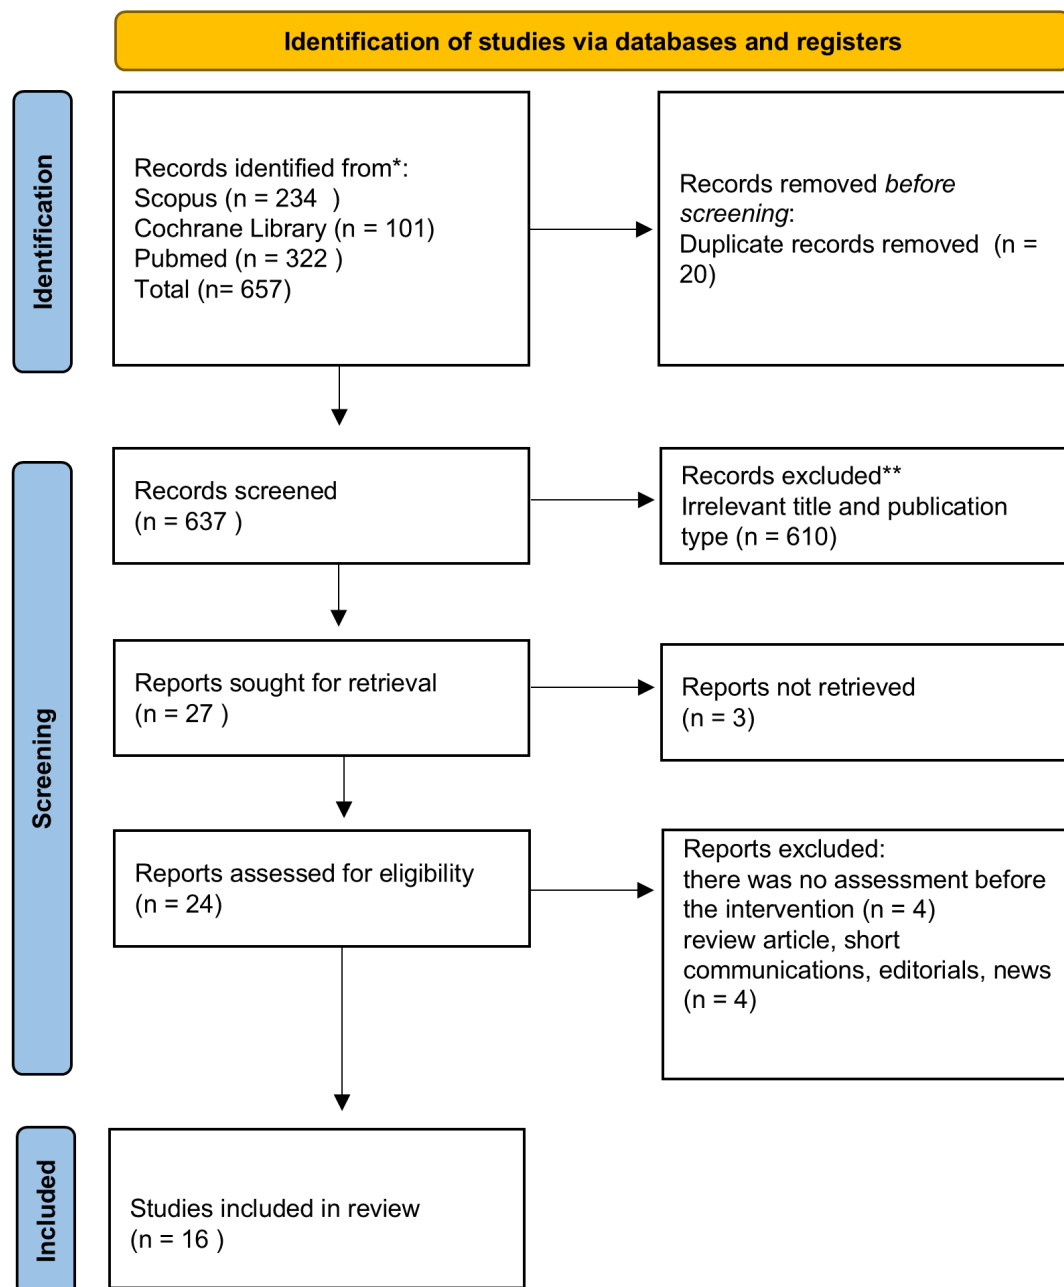 Identification of studies via databases and registers
Identification
Records identified from*:
Scopus (n = 234  )
Cochrane Library (n = 101)
Pubmed (n = 322 )
Total (n= 657)
Records removed before
screening:
Duplicate records removed  (n =
20)
Screening
Records screened
(n = 637 )
Records excluded**
Irrelevant title and publication
type (n = 610)
Reports sought for retrieval
(n = 27 )
Reports not retrieved
(n = 3)
Reports assessed for eligibility
(n = 24)
Reports excluded:
there was no assessment before
the intervention (n = 4)
review article, short
communications, editorials, news
(n = 4)
Included
Studies included in review
(n = 16 )